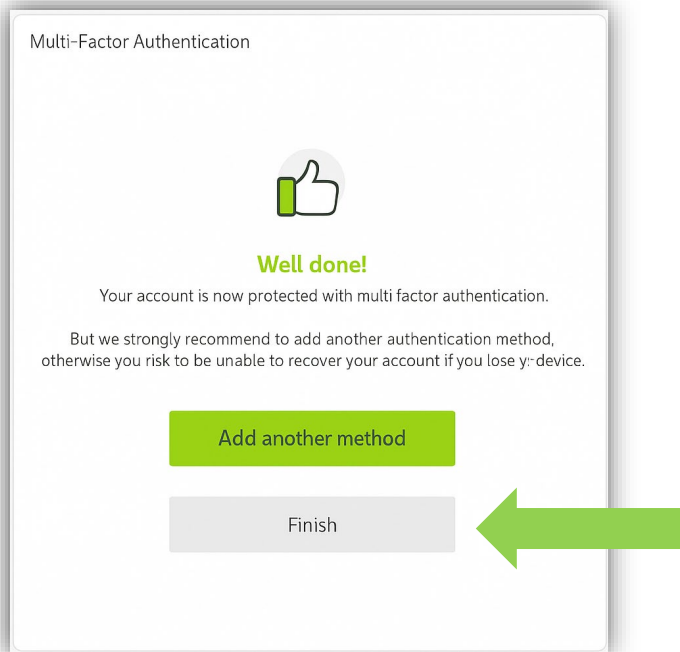 Multi-Factor Authentication
Well done!
Your account is now protected with multi factor authentication.
But we strongly recommend to add another authentication method,
otherwise you risk to be unable to recover your account if you lose device.
Add another method
Finish